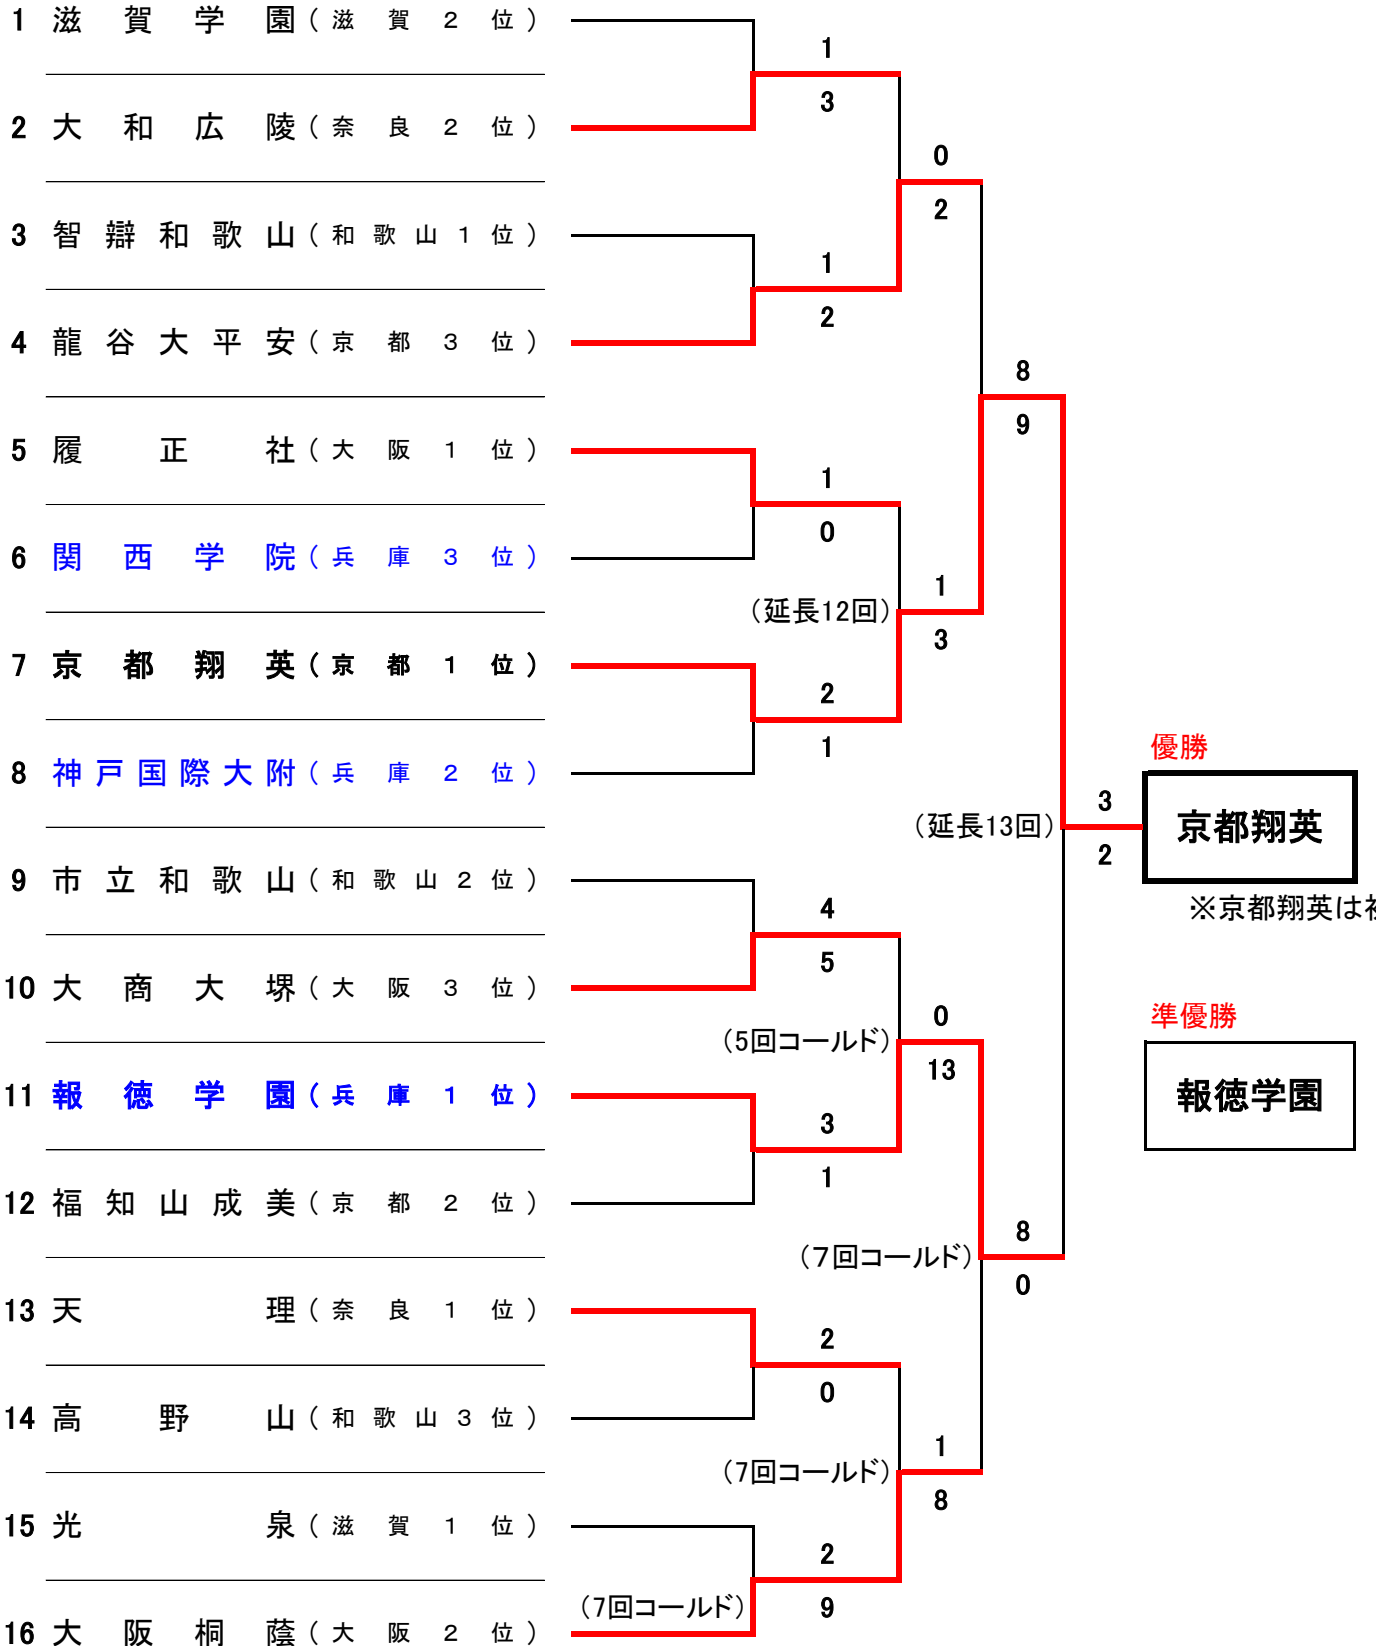 1 滋賀学園(滋賀2位)
1
3
2 大和広陵(奈良2位)
0
2
3 智辯和歌山(和歌山1位)
1
2
4 龍谷大平安(京都3位)
8
9
5 履正社(大阪1位)
1
0
6 関西学院(兵庫3位)
(延長12回)
1
3
7 京都翔英(京都1位)
2
1
8 神戸国際大附(兵庫2位)
優勝
(延長13回)
3
2
京都翔英
※京都翔英は初
9 市立和歌山(和歌山2位)
4
5
10 大商大堺(大阪3位)
(5回コールド)
0
13
準優勝
報徳学園
11 報徳学園(兵庫1位)
3
1
12 福知山成美(京都2位)
(7回コールド)
8
0
13 天理(奈良1位)
2
0
14 高野山(和歌山3位)
(7回コールド)
1
8
15 光泉(滋賀1位)
2
9
(7回コールド)
16 大阪桐蔭(大阪2位)